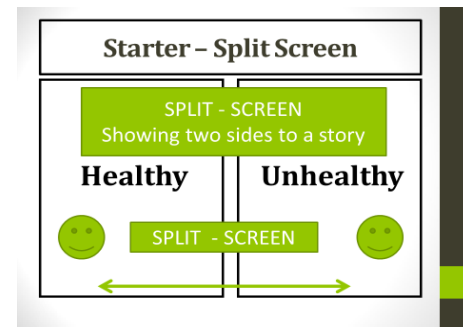 Starter – Split Screen
SPLIT - SCREEN
Showing two sides to a story
Healthy
Unhealthy
SPLIT - SCREEN